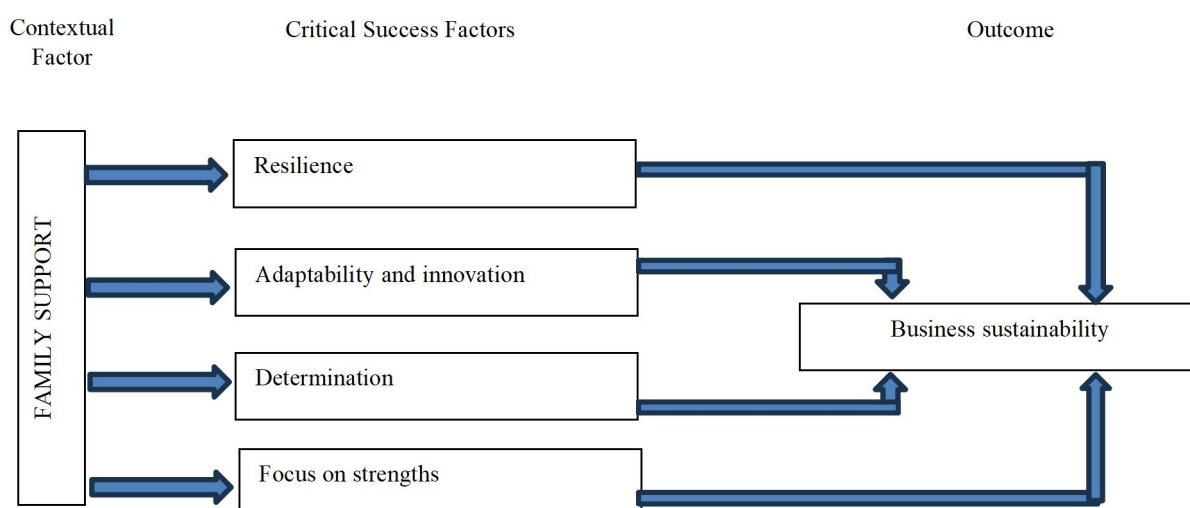 Contextual
Factor
Critical Success Factors
Outcome
FAMILY SUPPORT
Resilience
Adaptability and innovation
Determination
Focus on strengths
Business sustainability